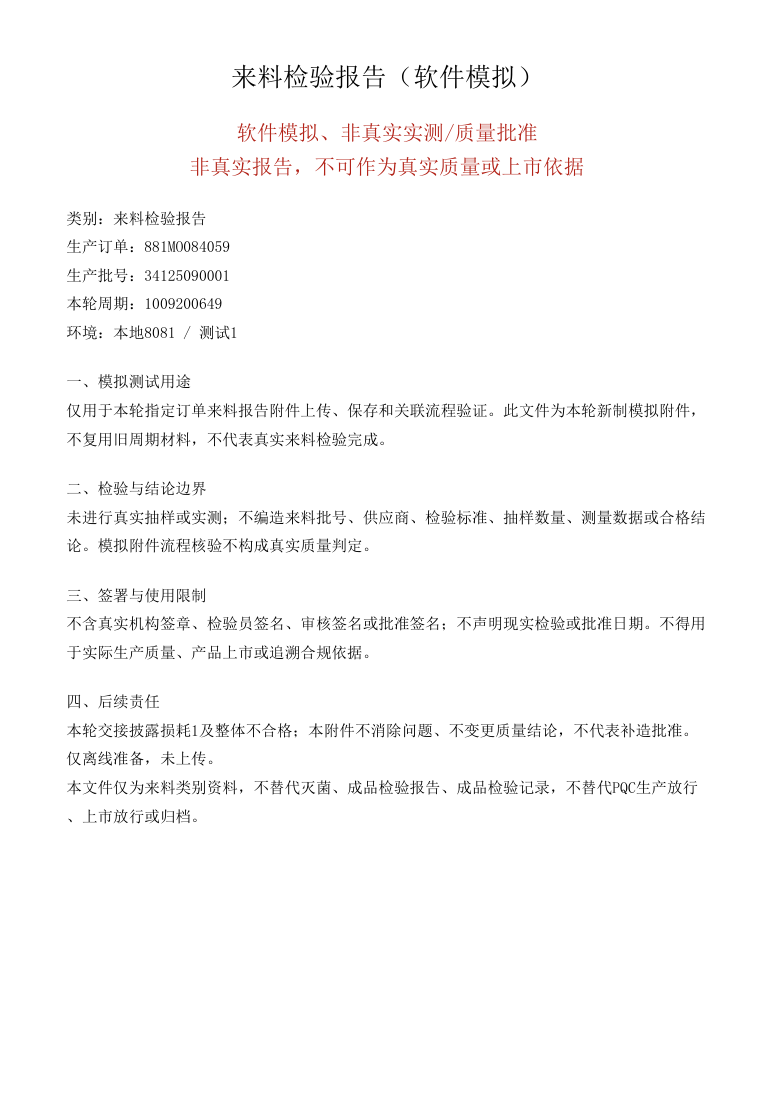 来料检验报告（软件模拟）
软件模拟、非真实实测/质量批准
非真实报告，不可作为真实质量或上市依据
类别：来料检验报告
生产订单：881MO084059
生产批号：34125090001
本轮周期：1009200649
环境：本地8081 / 测试1
一、模拟测试用途
仅用于本轮指定订单来料报告附件上传、保存和关联流程验证。此文件为本轮新制模拟附件，
不复用旧周期材料，不代表真实来料检验完成。
二、检验与结论边界
未进行真实抽样或实测；不编造来料批号、供应商、检验标准、抽样数量、测量数据或合格结
论。模拟附件流程核验不构成真实质量判定。
三、签署与使用限制
不含真实机构签章、检验员签名、审核签名或批准签名；不声明现实检验或批准日期。不得用
于实际生产质量、产品上市或追溯合规依据。
四、后续责任
本轮交接披露损耗1及整体不合格；本附件不消除问题、不变更质量结论，不代表补造批准。
仅离线准备，未上传。
本文件仅为来料类别资料，不替代灭菌、成品检验报告、成品检验记录，不替代PQC生产放行
、上市放行或归档。